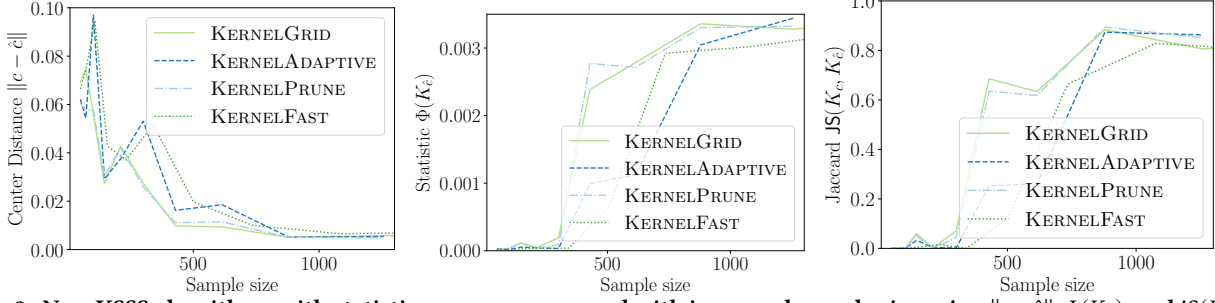 0.10
0.08
0.06
0.04
0.02
0.00
Center Distance ‖c − ĉ‖
500
1000
Sample size
KERNELGRID
KERNELADAPTIVE
KERNELPRUNE
KERNELFAST
0.003
0.002
0.001
0.000
Statistic Φ(K_ĉ)
500
1000
Sample size
KERNELGRID
KERNELADAPTIVE
KERNELPRUNE
KERNELFAST
1.0
0.8
0.6
0.4
0.2
0.0
Jaccard JS(K_c, K_ĉ)
500
1000
Sample size
KERNELGRID
KERNELADAPTIVE
KERNELPRUNE
KERNELFAST